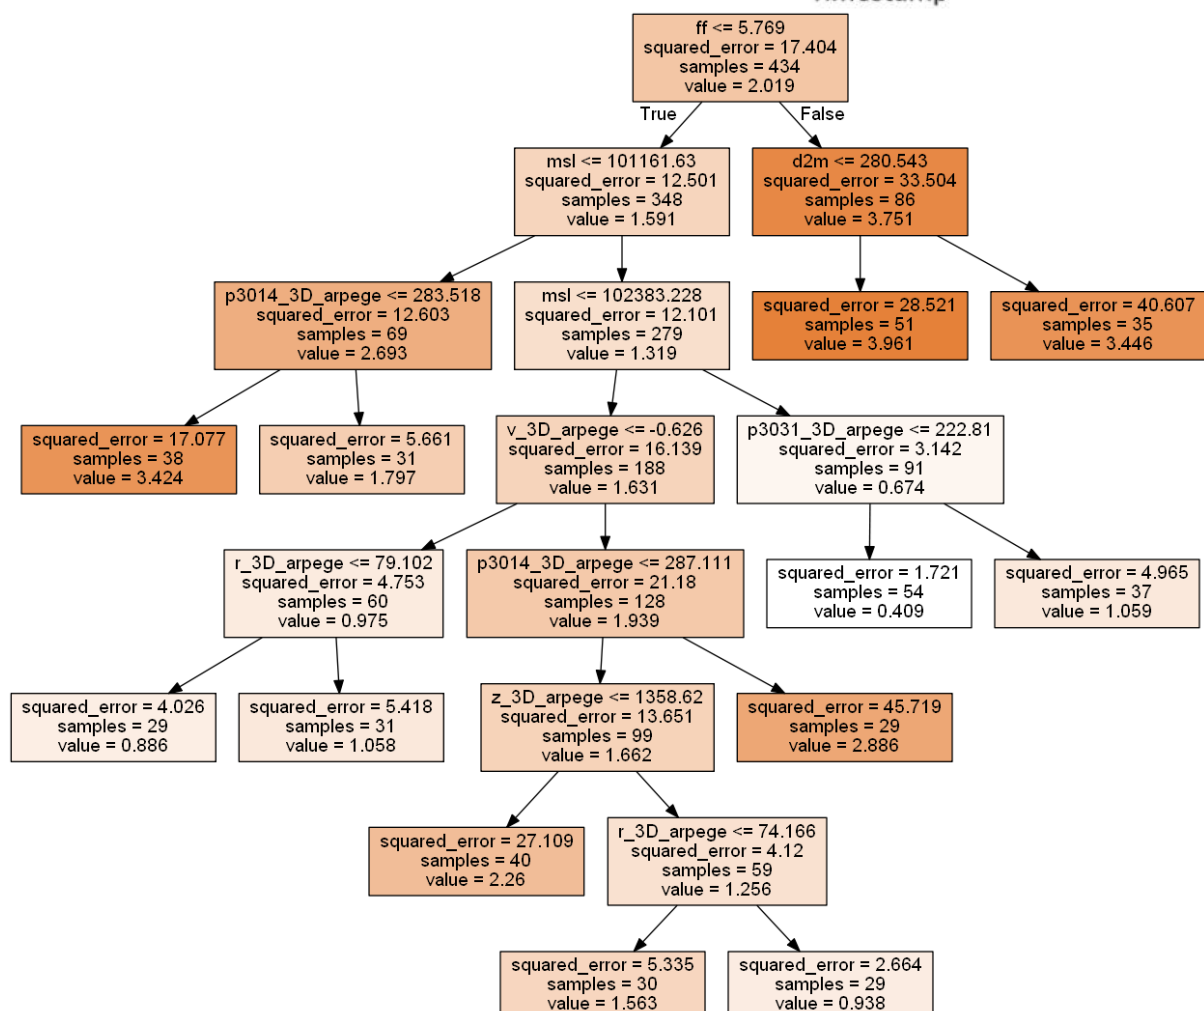 ff <= 5.769
squared_error = 17.404
samples = 434
value = 2.019
True
False
msl <= 101161.63
squared_error = 12.501
samples = 348
value = 1.591
d2m <= 280.543
squared_error = 33.504
samples = 86
value = 3.751
p3014_3D_arpege <= 283.518
squared_error = 12.603
samples = 69
value = 2.693
msl <= 102383.228
squared_error = 12.101
samples = 279
value = 1.319
squared_error = 28.521
samples = 51
value = 3.961
squared_error = 40.607
samples = 35
value = 3.446
squared_error = 17.077
samples = 38
value = 3.424
squared_error = 5.661
samples = 31
value = 1.797
v_3D_arpege <= -0.626
squared_error = 16.139
samples = 188
value = 1.631
p3031_3D_arpege <= 222.81
squared_error = 3.142
samples = 91
value = 0.674
r_3D_arpege <= 79.102
squared_error = 4.753
samples = 60
value = 0.975
p3014_3D_arpege <= 287.111
squared_error = 21.18
samples = 128
value = 1.939
squared_error = 1.721
samples = 54
value = 0.409
squared_error = 4.965
samples = 37
value = 1.059
squared_error = 4.026
samples = 29
value = 0.886
squared_error = 5.418
samples = 31
value = 1.058
z_3D_arpege <= 1358.62
squared_error = 13.651
samples = 99
value = 1.662
squared_error = 45.719
samples = 29
value = 2.886
squared_error = 27.109
samples = 40
value = 2.26
r_3D_arpege <= 74.166
squared_error = 4.12
samples = 59
value = 1.256
squared_error = 5.335
samples = 30
value = 1.563
squared_error = 2.664
samples = 29
value = 0.938